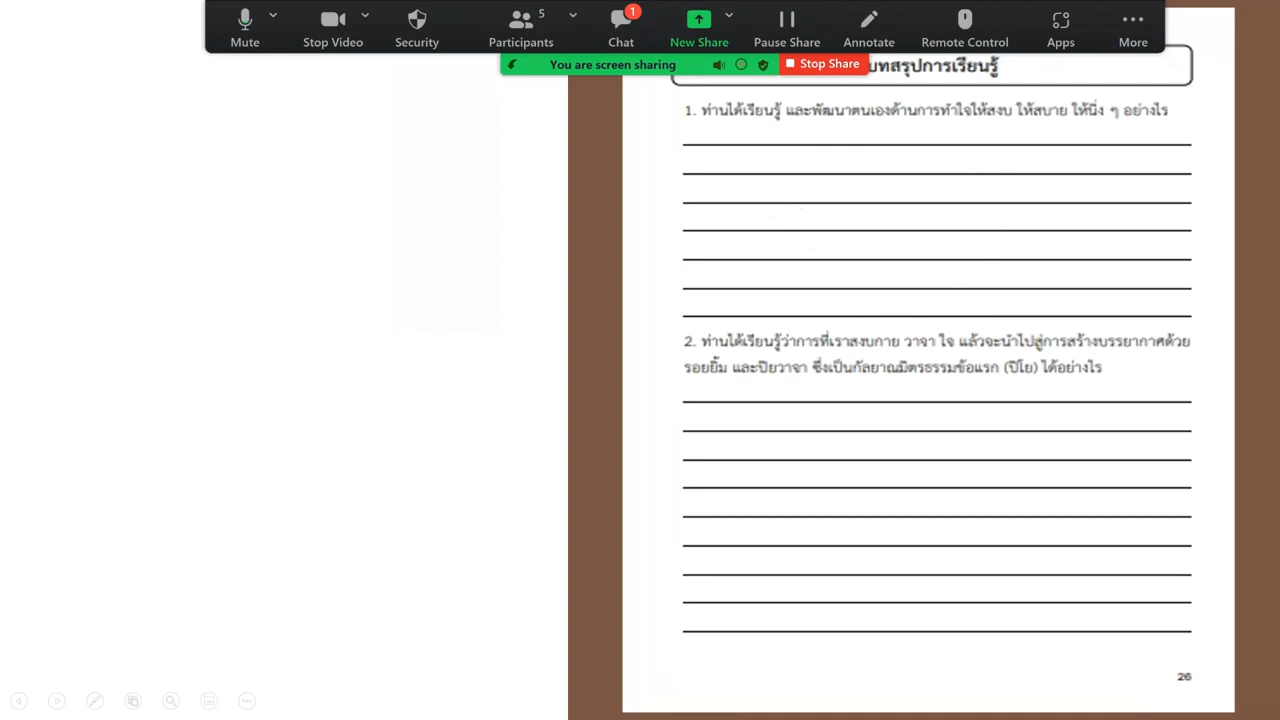 5
1
Mute
Stop Video
Security
Participants
Chat
New Share
Pause Share
Annotate
Remote Control
Apps
More
You are screen sharing
Stop Share
บทสรุปการเรียนรู้
1. ท่านได้เรียนรู้ และพัฒนาตนเองด้านการทำใจให้สงบ ให้สบาย ให้นิ่ง ๆ อย่างไร
2. ท่านได้เรียนรู้ว่าการที่เราสงบกาย วาจา ใจ แล้วจะนำไปสู่การสร้างบรรยากาศด้วย
รอยยิ้ม และปิยวาจา ซึ่งเป็นกัลยาณมิตรธรรมข้อแรก (ปิโย) ได้อย่างไร
26